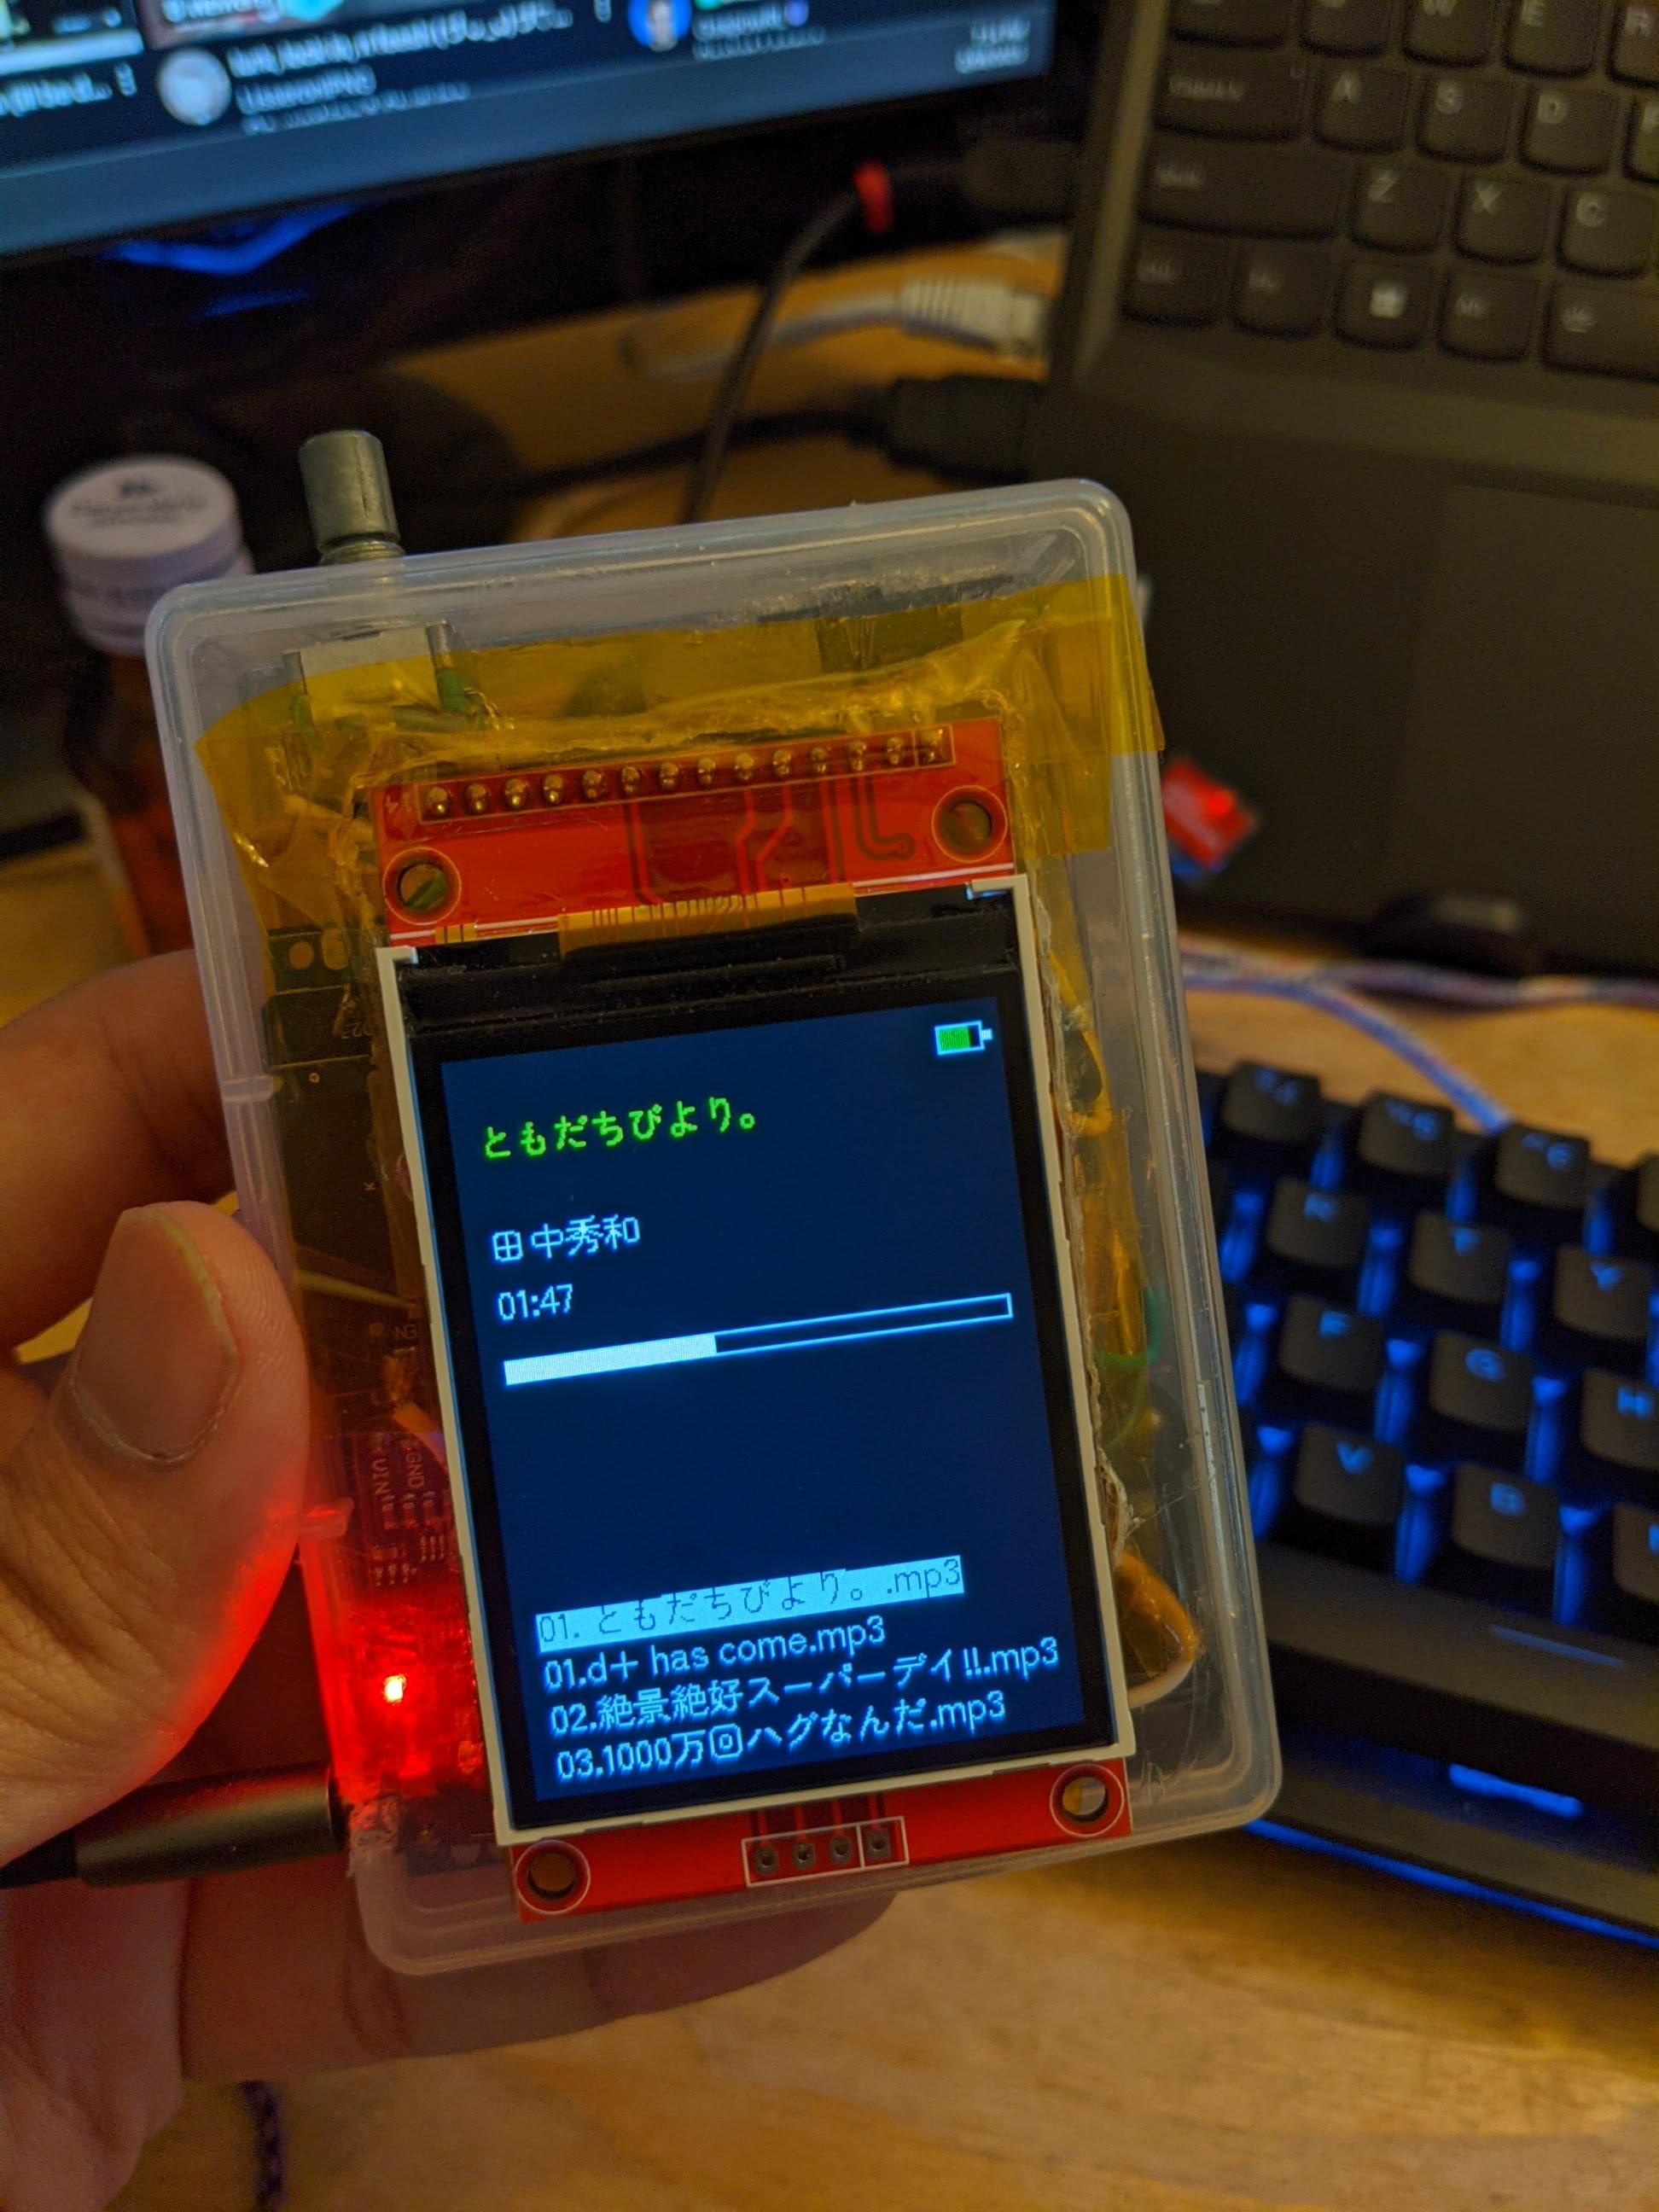 ともだちびより。
田中秀和
01:47
01. ともだちびより。.mp3
01.d+ has come.mp3
02.絶景絶好スーパーデイ!!.mp3
03.1000万回ハグなんだ.mp3
GND
VIN
W
E
R
A
S
D
Z
X
C
R
T
Y
F
G
H
V
B